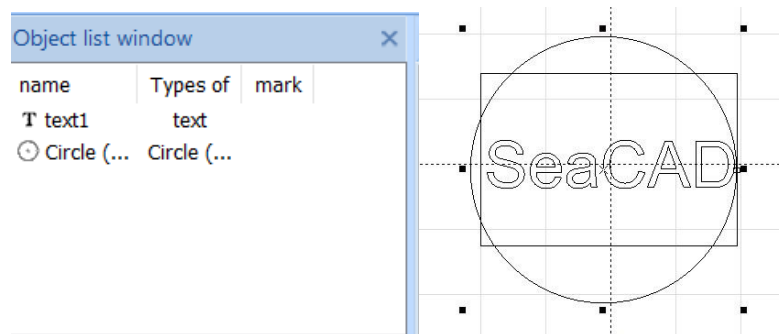 Object list window
name Types of mark
T text1 text
Circle (... Circle (...
SeaCAD